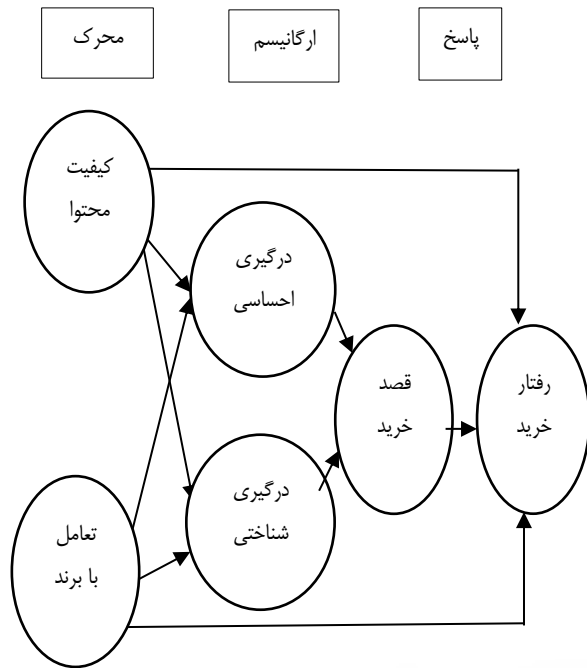 محرک
ارگانیسم
پاسخ
کیفیت
محتوا
درگیری
احساسی
قصد
خرید
رفتار
خرید
درگیری
شناختی
تعامل
با برند